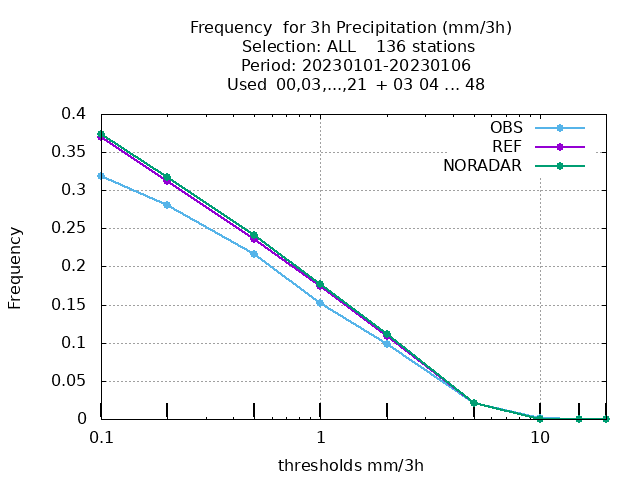 Frequency  for 3h Precipitation (mm/3h)
Selection: ALL    136 stations
Period: 20230101-20230106
Used  00,03,...,21  + 03 04 ... 48
OBS
REF
NORADAR
0.4
0.35
0.3
0.25
0.2
0.15
0.1
0.05
0
Frequency
0.1 1 10
thresholds mm/3h